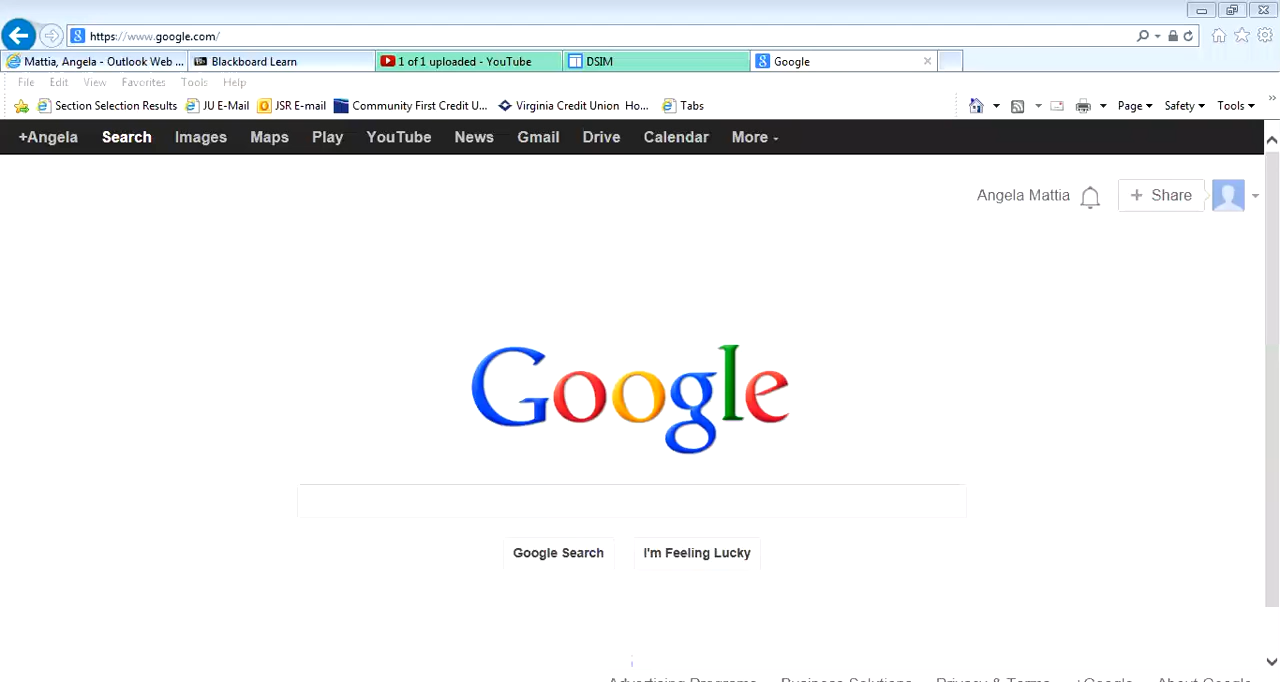 https://www.google.com/
Mattia, Angela - Outlook Web ... Blackboard Learn 1 of 1 uploaded - YouTube DSIM Google
File Edit View Favorites Tools Help
Section Selection Results JU E-Mail JSR E-mail Community First Credit U... Virginia Credit Union Ho... Tabs Page Safety Tools
+Angela Search Images Maps Play YouTube News Gmail Drive Calendar More
Angela Mattia + Share
Google
Google Search I'm Feeling Lucky
Advertising Programs Business Solutions Privacy & Terms +Google About Google